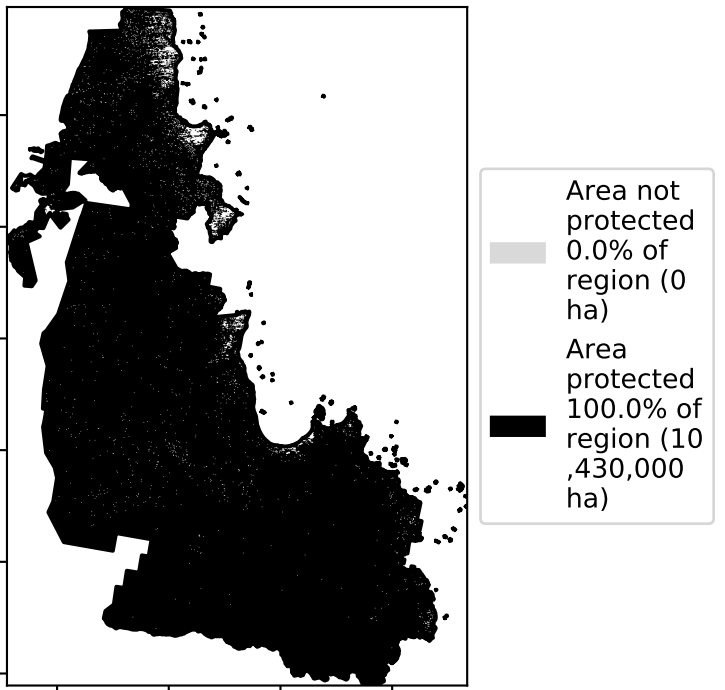 Area not
protected
0.0% of
region (0
ha)
Area
protected
100.0% of
region (10
,430,000
ha)